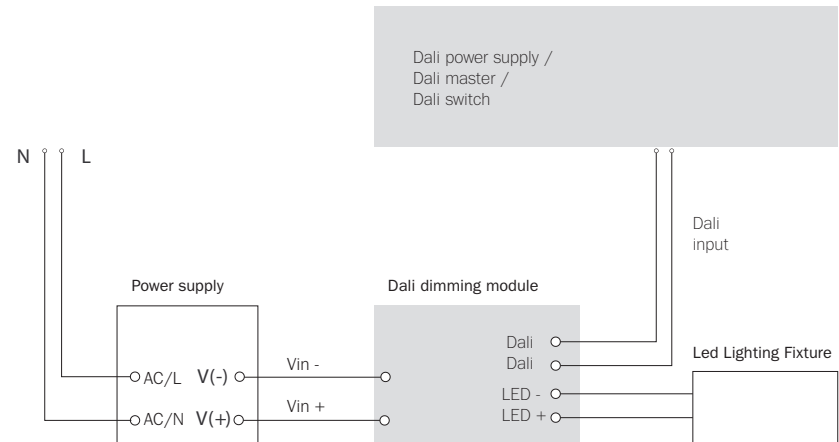 Dali power supply /
Dali master /
Dali switch
N L
Dali
input
Power supply
Dali dimming module
Led Lighting Fixture
Dali
Dali
LED -
LED +
AC/L V(-)
Vin -
AC/N V(+)
Vin +